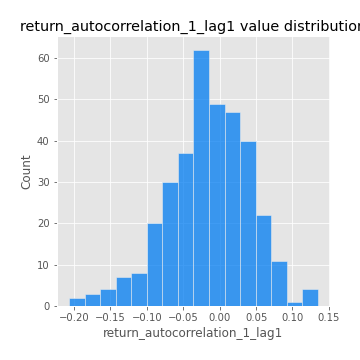 return_autocorrelation_1_lag1 value distribution
60
50
40
30
20
10
0
Count
−0.20 −0.15 −0.10 −0.05 0.00 0.05 0.10 0.15
return_autocorrelation_1_lag1